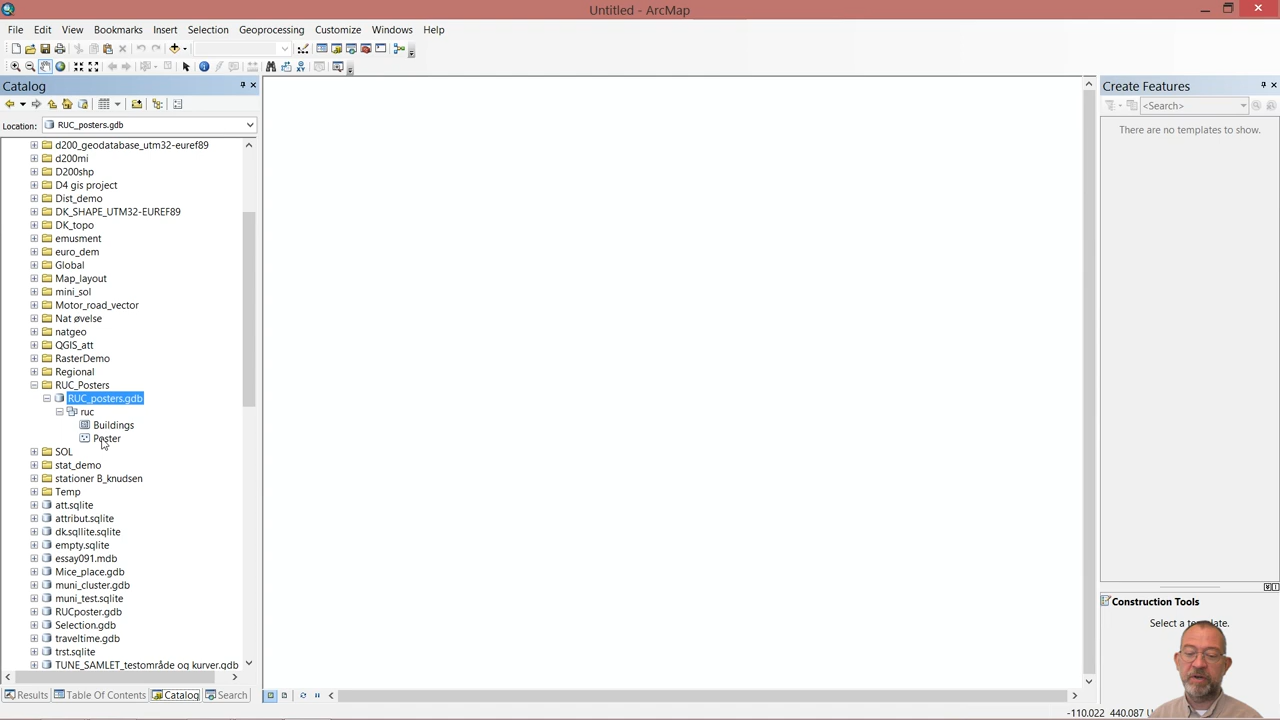 Untitled - ArcMap
File Edit View Bookmarks Insert Selection Geoprocessing Customize Windows Help
Catalog
Location: RUC_posters.gdb
d200_geodatabase_utm32-euref89
d200mi
D200shp
D4 gis project
Dist_demo
DK_SHAPE_UTM32-EUREF89
DK_topo
emusment
euro_dem
Global
Map_layout
mini_sol
Motor_road_vector
Nat øvelse
natgeo
QGIS_att
RasterDemo
Regional
RUC_Posters
RUC_posters.gdb
ruc
Buildings
Poster
SOL
stat_demo
stationer B_knudsen
Temp
att.sqlite
attribut.sqlite
dk.sqllite.sqlite
empty.sqlite
essay091.mdb
Mice_place.gdb
muni_cluster.gdb
muni_test.sqlite
RUCposter.gdb
Selection.gdb
traveltime.gdb
trst.sqlite
TUNE_SAMLET_testområde og kurver.gdb
Results Table Of Contents Catalog Search
Create Features
<Search>
There are no templates to show.
Construction Tools
Select a template.
-110.022 440.087 U